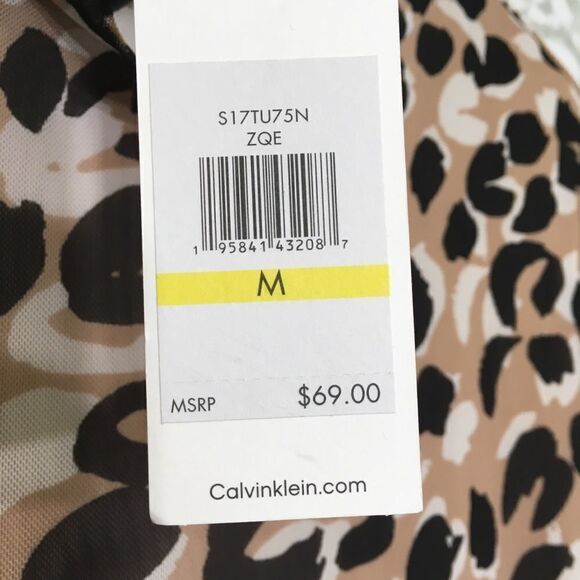 S17TU75N
ZQE
1 95841 43208 7
M
MSRP $69.00
Calvinklein.com